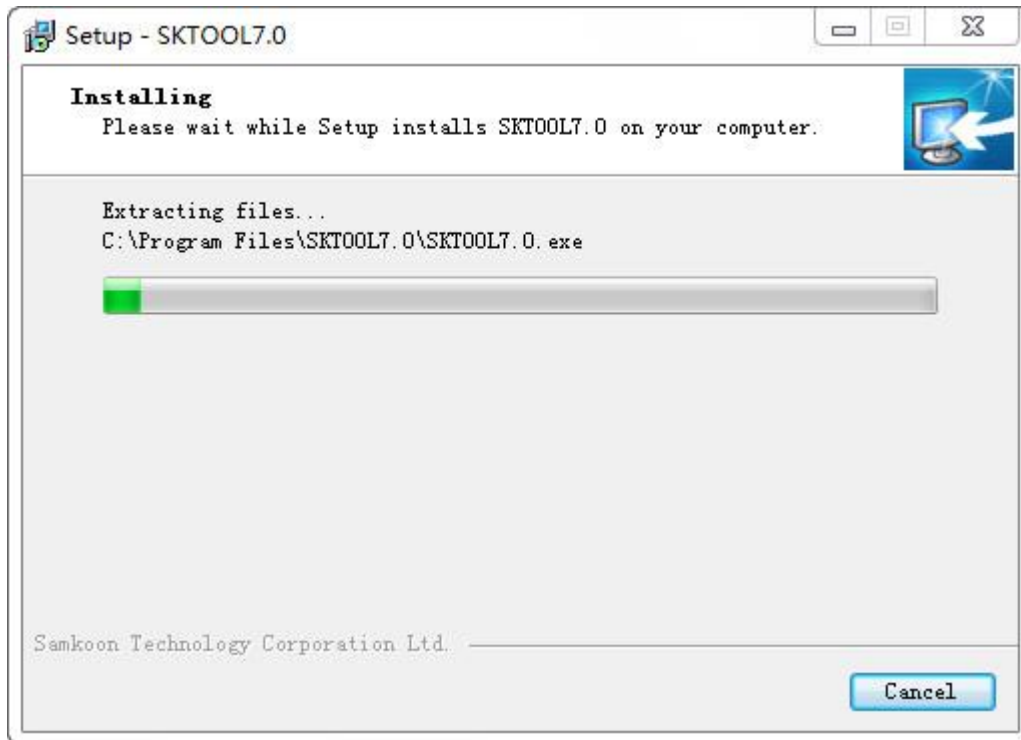 Setup - SKTOOL7.0
Installing
Please wait while Setup installs SKTOOL7.0 on your computer.
Extracting files...
C:\Program Files\SKTOOL7.0\SKTOOL7.0.exe
Samkoon Technology Corporation Ltd.
Cancel